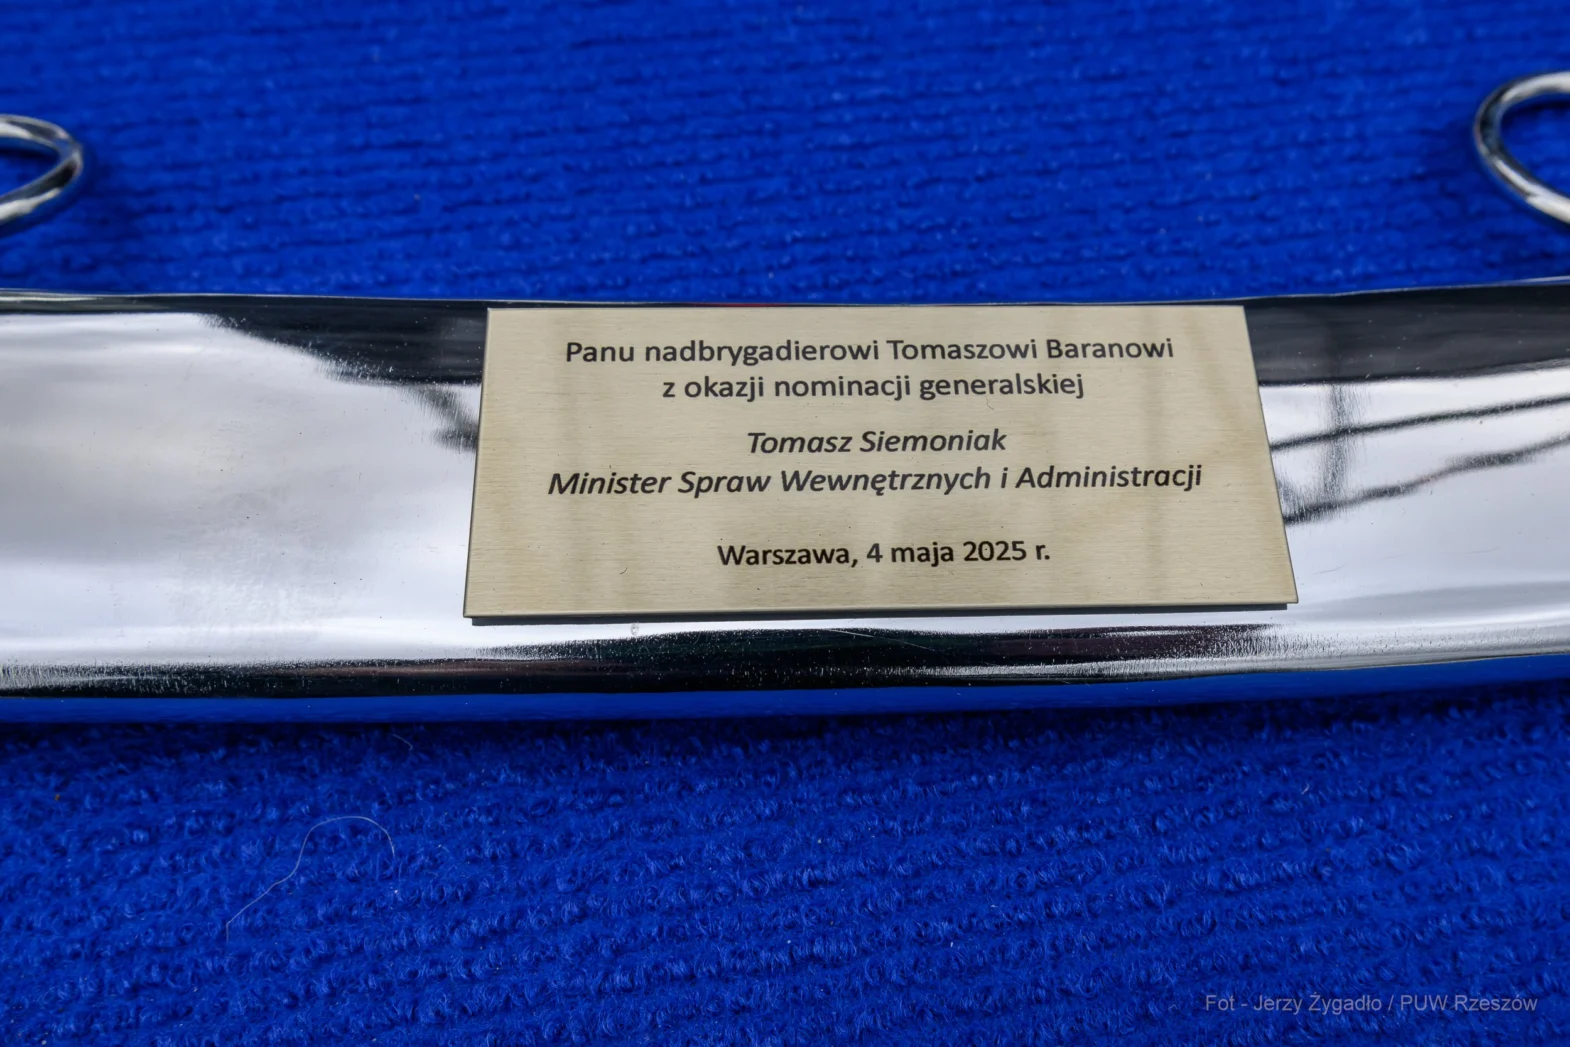 Panu nadbrygadierowi Tomaszowi Baranowi
z okazji nominacji generalskiej
Tomasz Siemoniak
Minister Spraw Wewnętrznych i Administracji
Warszawa, 4 maja 2025 r.
Fot - Jerzy Żygadło / PUW Rzeszów